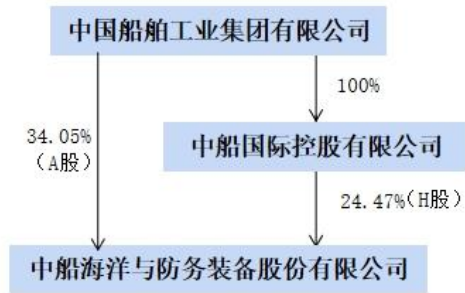 中国船舶工业集团有限公司
100%
34.05%
（A股）
中船国际控股有限公司
24.47%（H股）
中船海洋与防务装备股份有限公司